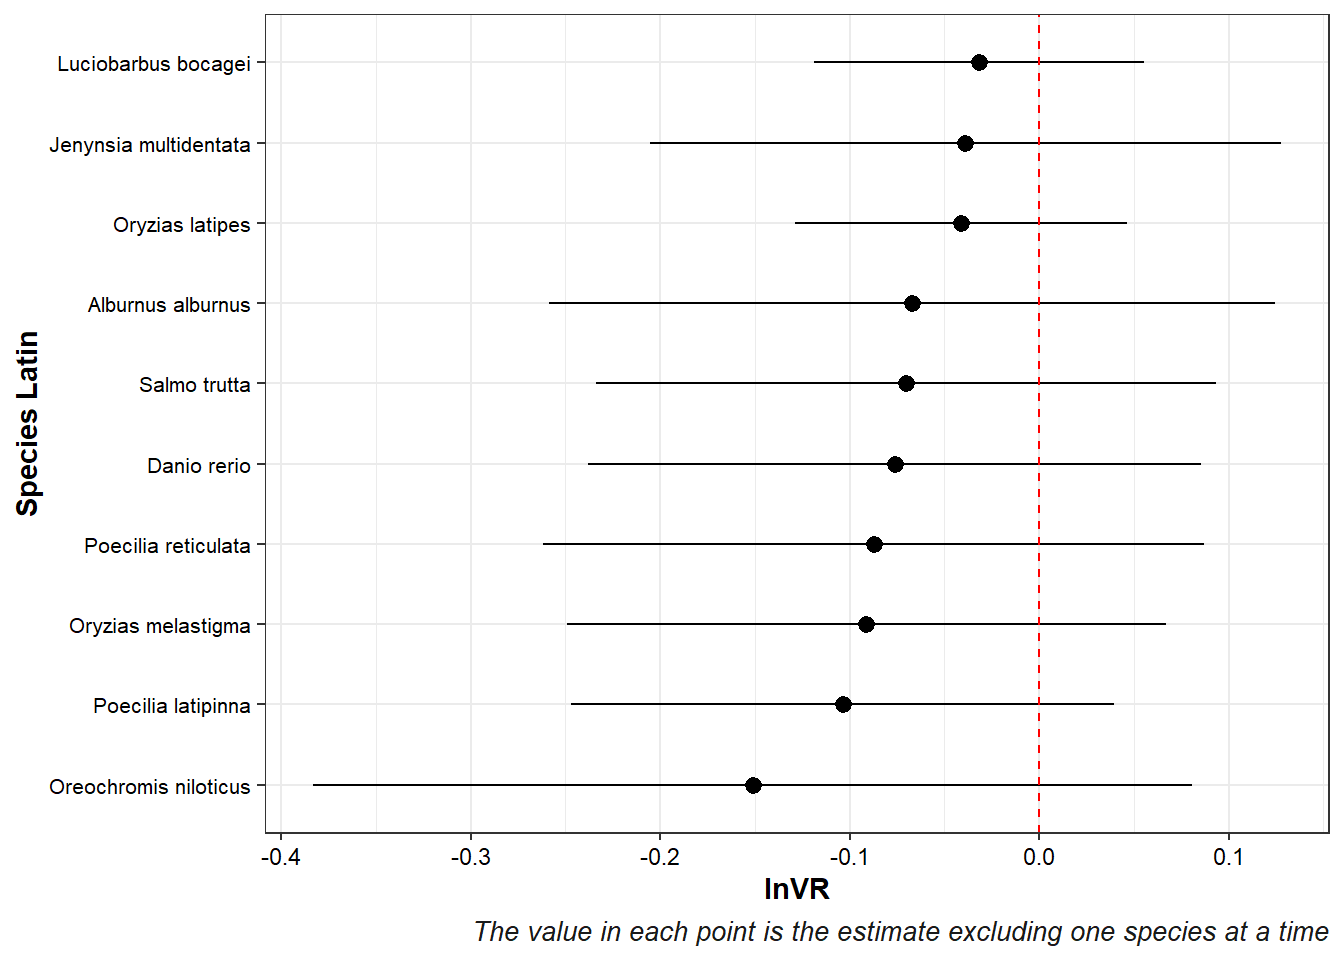 Luciobarbus bocagei
Jenynsia multidentata
Oryzias latipes
Alburnus alburnus
Salmo trutta
Danio rerio
Poecilia reticulata
Oryzias melastigma
Poecilia latipinna
Oreochromis niloticus
Species Latin
-0.4 -0.3 -0.2 -0.1 0.0 0.1
lnVR
The value in each point is the estimate excluding one species at a time